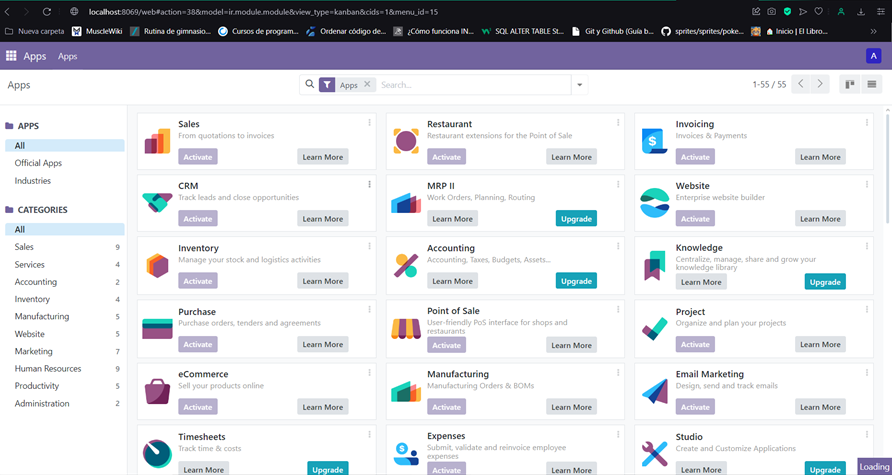 localhost:8069/web#action=38&model=ir.module.module&view_type=kanban&cids=1&menu_id=15
Nueva carpeta
MuscleWiki
Rutina de gimnasio...
Cursos de program...
Ordenar código de...
¿Cómo funciona IN...
SQL ALTER TABLE St...
Git y Github (Guía b...
sprites/sprites/poke...
Inicio | El Libro...
Apps
Apps
A
Apps
Apps
Search...
1-55 / 55
APPS
All
Official Apps
Industries
CATEGORIES
All
Sales 9
Services 4
Accounting 2
Inventory 4
Manufacturing 5
Website 5
Marketing 7
Human Resources 9
Productivity 5
Administration 2
Sales
From quotations to invoices
Activate
Learn More
Restaurant
Restaurant extensions for the Point of Sale
Activate
Learn More
Invoicing
Invoices & Payments
Activate
Learn More
CRM
Track leads and close opportunities
Activate
Learn More
MRP II
Work Orders, Planning, Routing
Learn More
Upgrade
Website
Enterprise website builder
Activate
Learn More
Inventory
Manage your stock and logistics activities
Activate
Learn More
Accounting
Accounting, Taxes, Budgets, Assets...
Learn More
Upgrade
Knowledge
Centralize, manage, share and grow your
knowledge library
Learn More
Upgrade
Purchase
Purchase orders, tenders and agreements
Activate
Learn More
Point of Sale
User-friendly PoS interface for shops and
restaurants
Activate
Learn More
Project
Organize and plan your projects
Activate
Learn More
eCommerce
Sell your products online
Activate
Learn More
Manufacturing
Manufacturing Orders & BOMs
Activate
Learn More
Email Marketing
Design, send and track emails
Activate
Learn More
Timesheets
Track time & costs
Learn More
Upgrade
Expenses
Submit, validate and reinvoice employee
expenses
Activate
Learn More
Studio
Create and Customize Applications
Learn More
Upgrade
Loading